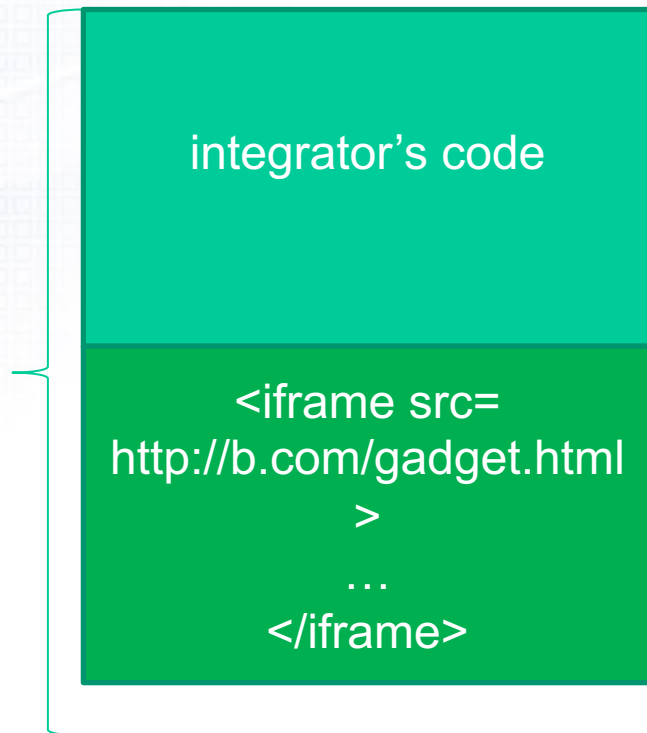 integrator’s code
<iframe src=
http://b.com/gadget.html
>
…
</iframe>